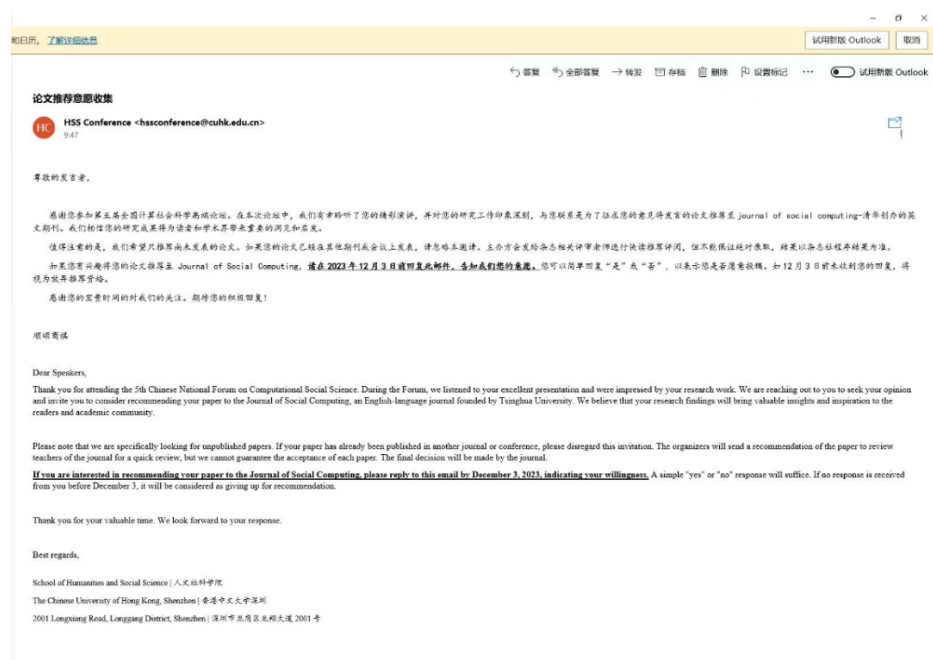 和日历。 了解详细信息
试用新版 Outlook 取消
答复 全部答复 转发 存档 删除 设置标记 ··· 试用新版 Outlook
论文推荐意愿收集
HC HSS Conference <hssconference@cuhk.edu.cn>
9:47
尊敬的发言者,
感谢您参加第五届全国计算社会科学高端论坛。在本次论坛中,我们有幸聆听了您的精彩演讲,并对您的研究工作印象深刻,与您联系是为了征求您的意见将发言的论文推荐至 journal of social computing-清华创办的英
文期刊。我们相信您的研究成果将为读者和学术界带来重要的洞见和启发。
值得注意的是,我们希望只推荐尚未发表的论文。如果您的论文已经在其他期刊或会议上发表,请忽略本邀请。主办方会发给杂志相关评审老师进行快读推荐评阅,但不能保证绝对录取,结果以杂志社程序结果为准。
如果您有兴趣将您的论文推荐至 Journal of Social Computing,请在 2023 年 12 月 3 日前回复此邮件,告知我们您的意愿。您可以简单回复“是”或“否”,以表示您是否愿意投稿。如 12 月 3 日前未收到您的回复,将
视为放弃推荐资格。
感谢您的宝贵时间的对我们的关注。期待您的积极回复!
顺颂商祺
Dear Speakers,
Thank you for attending the 5th Chinese National Forum on Computational Social Science. During the Forum, we listened to your excellent presentation and were impressed by your research work. We are reaching out to you to seek your opinion
and invite you to consider recommending your paper to the Journal of Social Computing, an English-language journal founded by Tsinghua University. We believe that your research findings will bring valuable insights and inspiration to the
readers and academic community.
Please note that we are specifically looking for unpublished papers. If your paper has already been published in another journal or conference, please disregard this invitation. The organizers will send a recommendation of the paper to review
teachers of the journal for a quick review, but we cannot guarantee the acceptance of each paper. The final decision will be made by the journal.
If you are interested in recommending your paper to the Journal of Social Computing, please reply to this email by December 3, 2023, indicating your willingness. A simple "yes" or "no" response will suffice. If no response is received
from you before December 3, it will be considered as giving up for recommendation.
Thank you for your valuable time. We look forward to your response.
Best regards,
School of Humanities and Social Science | 人文社科学院
The Chinese University of Hong Kong, Shenzhen | 香港中文大学深圳
2001 Longxiang Road, Longgang District, Shenzhen | 深圳市龙岗区龙翔大道 2001 号